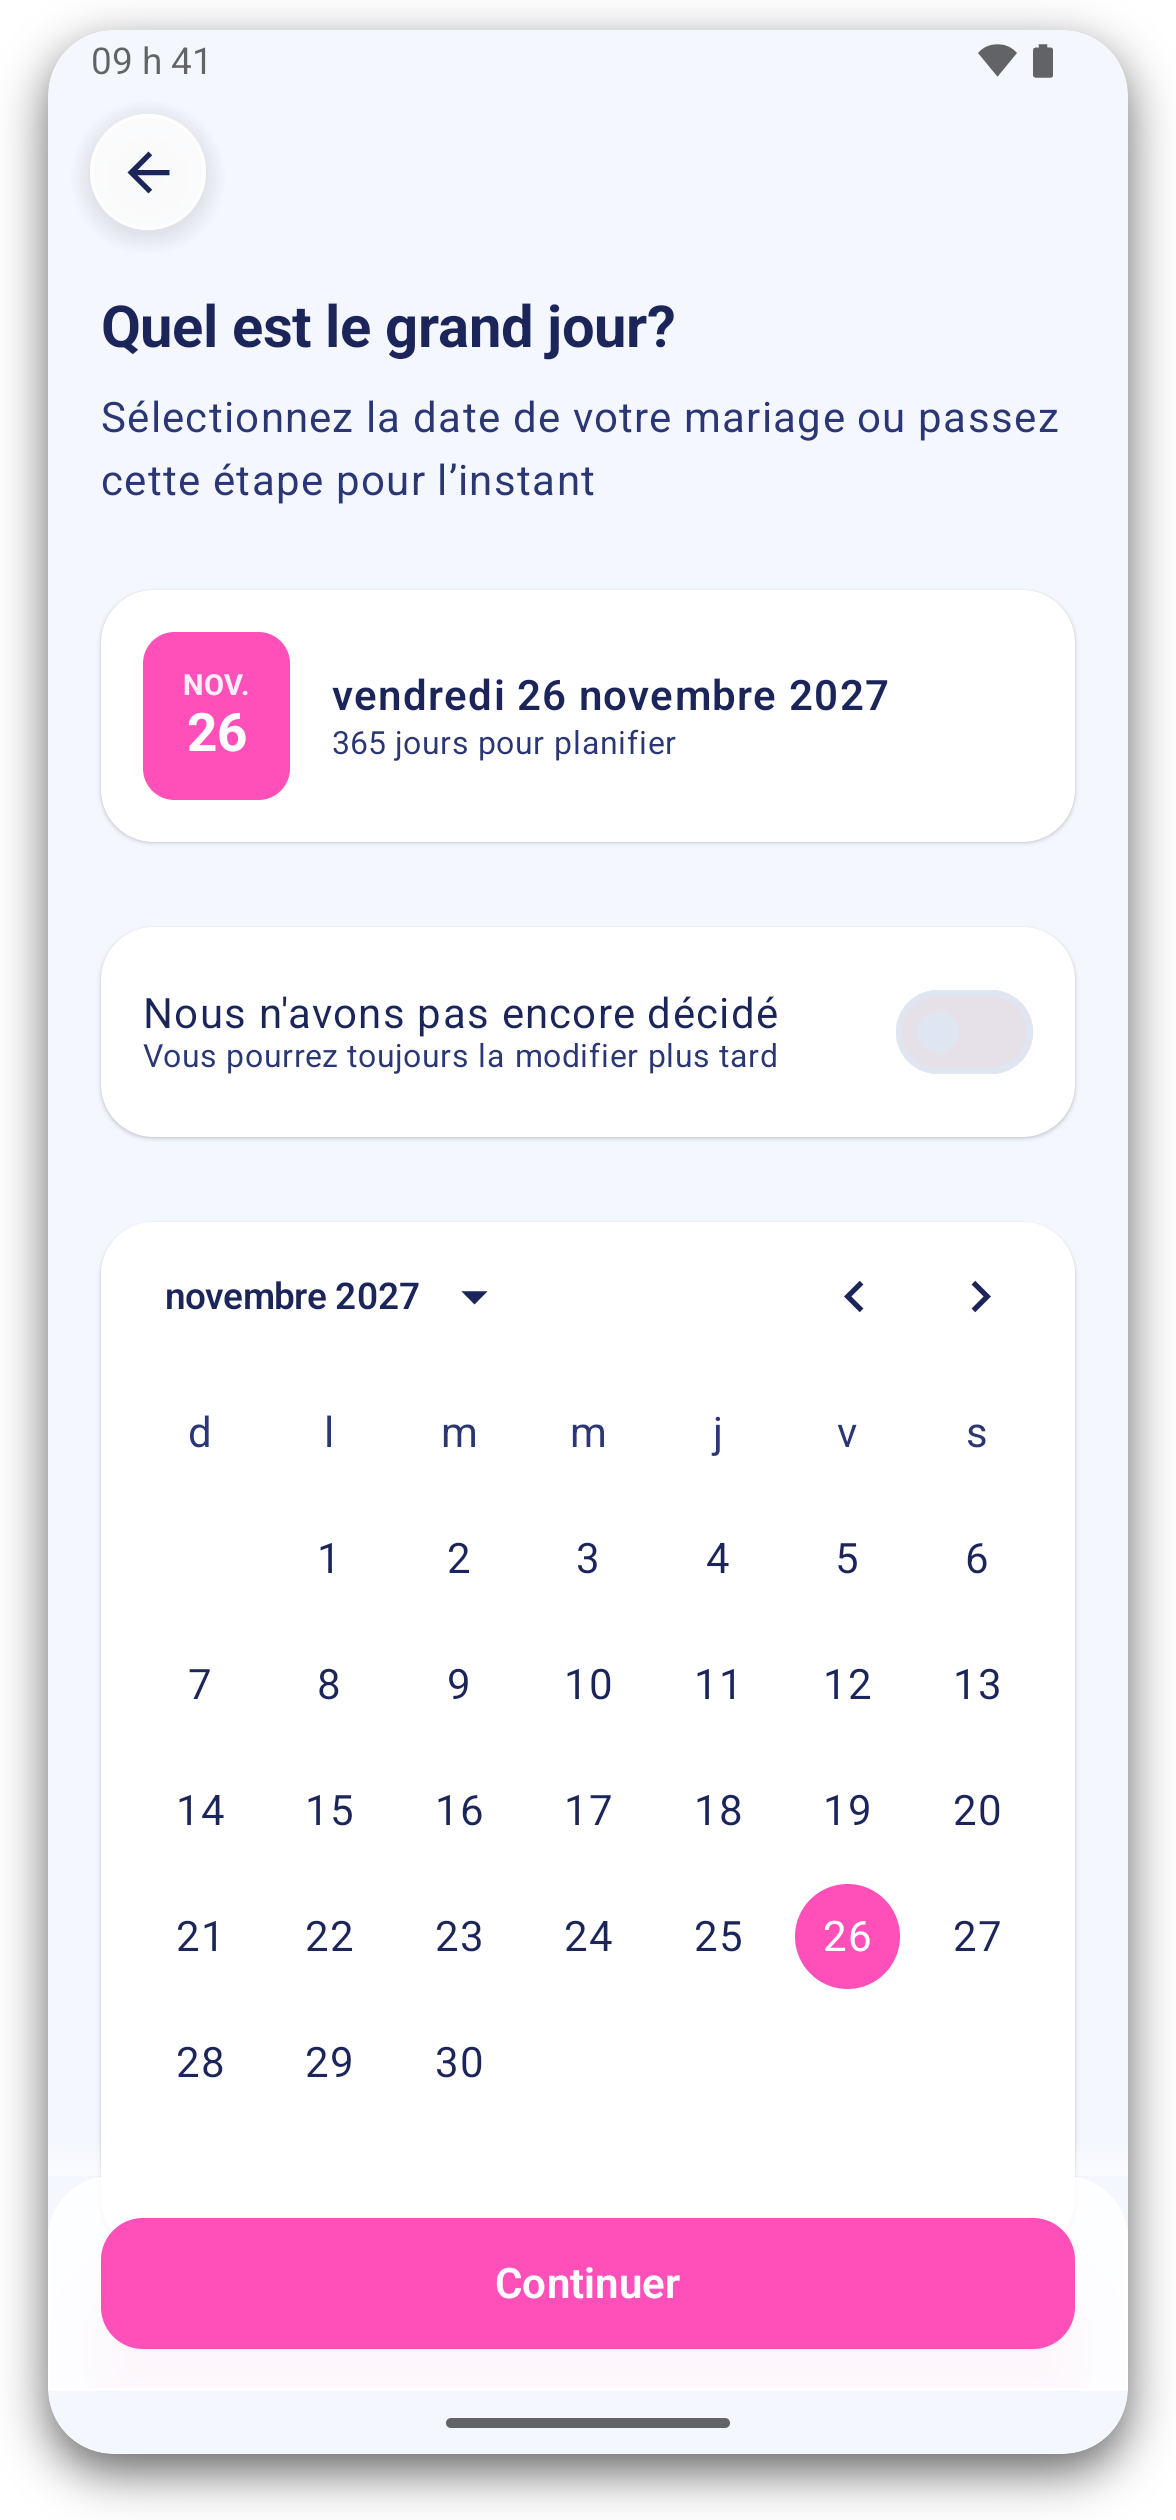 09 h 41
Quel est le grand jour?
Sélectionnez la date de votre mariage ou passez
cette étape pour l’instant
NOV.
26
vendredi 26 novembre 2027
365 jours pour planifier
Nous n'avons pas encore décidé
Vous pourrez toujours la modifier plus tard
novembre 2027
d l m m j v s
1 2 3 4 5 6
7 8 9 10 11 12 13
14 15 16 17 18 19 20
21 22 23 24 25 26 27
28 29 30
Continuer